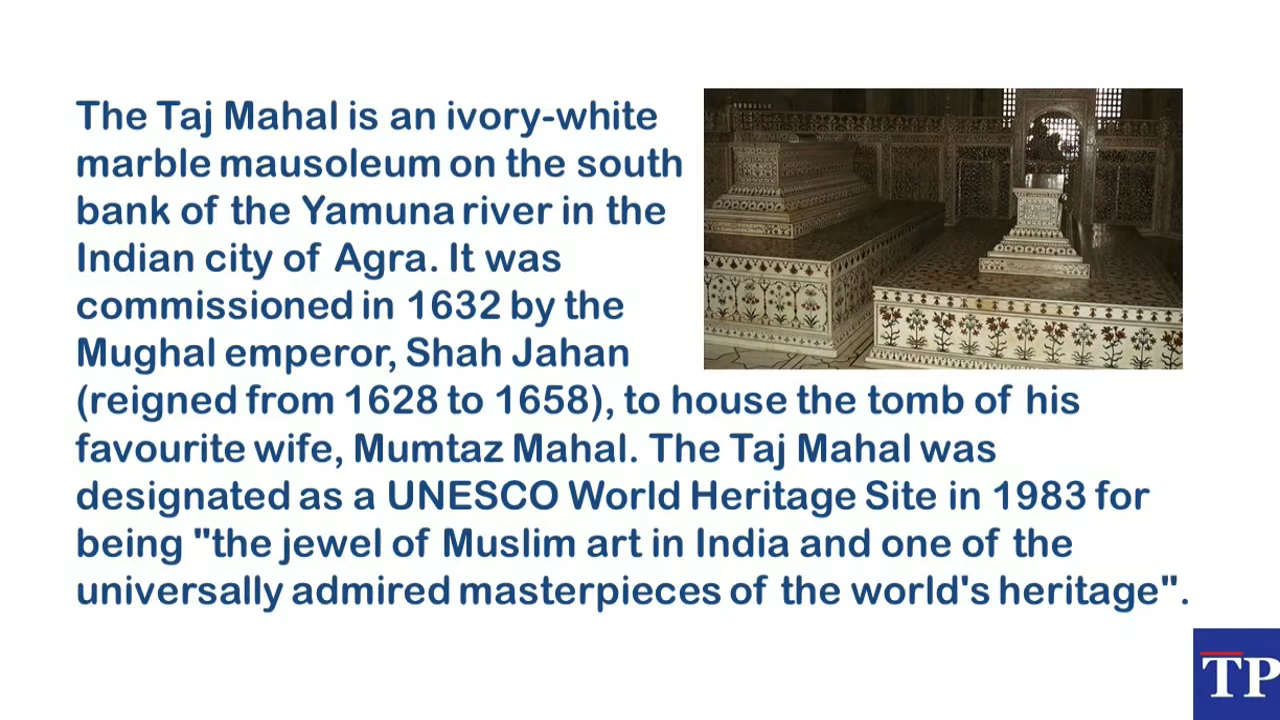 The Taj Mahal is an ivory-white
marble mausoleum on the south
bank of the Yamuna river in the
Indian city of Agra. It was
commissioned in 1632 by the
Mughal emperor, Shah Jahan
(reigned from 1628 to 1658), to house the tomb of his
favourite wife, Mumtaz Mahal. The Taj Mahal was
designated as a UNESCO World Heritage Site in 1983 for
being "the jewel of Muslim art in India and one of the
universally admired masterpieces of the world's heritage".
TP